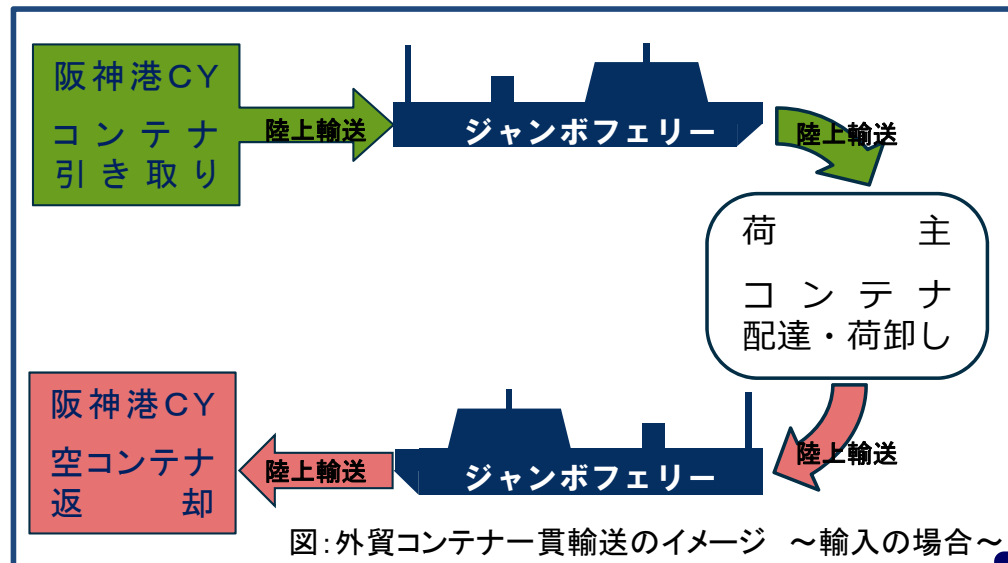 阪神港CY
コンテナ
引き取り
陸上輸送
ジャンボフェリー
陸上輸送
荷主
コンテナ
配達・荷卸し
陸上輸送
ジャンボフェリー
陸上輸送
阪神港CY
空コンテナ
返却
図:外貿コンテナ一貫輸送のイメージ ～輸入の場合～